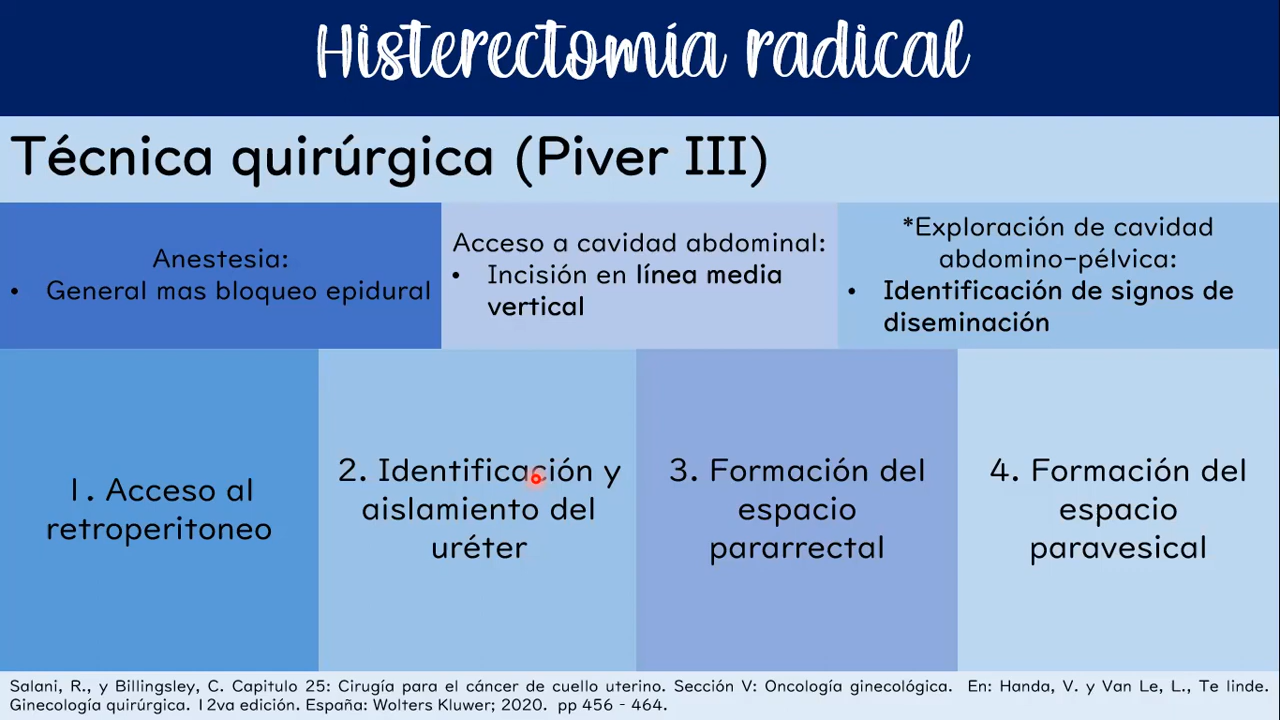 Histerectomía radical
Técnica quirúrgica (Piver III)
Anestesia:
• General mas bloqueo epidural
Acceso a cavidad abdominal:
• Incisión en línea media
vertical
*Exploración de cavidad
abdomino-pélvica:
• Identificación de signos de
diseminación
1. Acceso al
retroperitoneo
2. Identificación y
aislamiento del
uréter
3. Formación del
espacio
pararrectal
4. Formación del
espacio
paravesical
Salani, R., y Billingsley, C. Capitulo 25: Cirugía para el cáncer de cuello uterino. Sección V: Oncología ginecológica. En: Handa, V. y Van Le, L., Te linde.
Ginecología quirúrgica. 12va edición. España: Wolters Kluwer; 2020. pp 456 - 464.